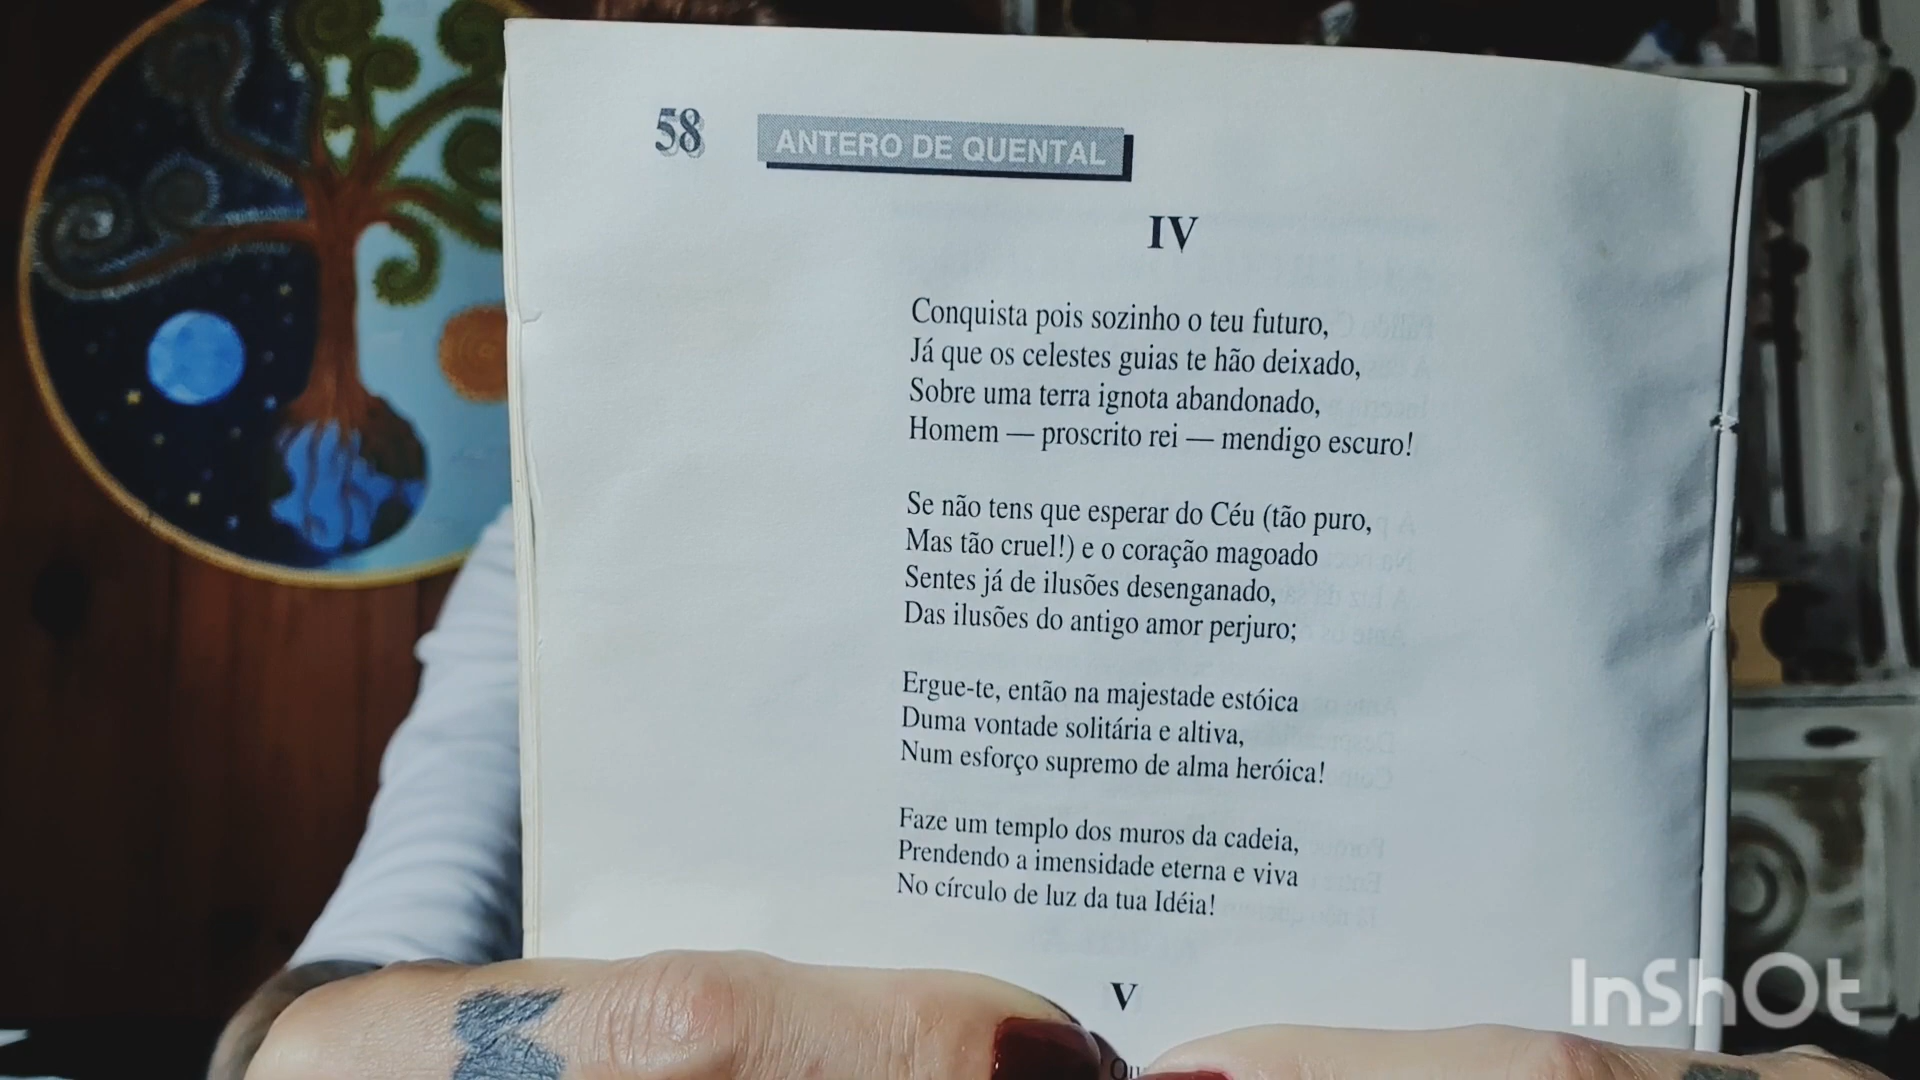 58 ANTERO DE QUENTAL
IV
Conquista pois sozinho o teu futuro,
Já que os celestes guias te hão deixado,
Sobre uma terra ignota abandonado,
Homem — proscrito rei — mendigo escuro!
Se não tens que esperar do Céu (tão puro,
Mas tão cruel!) e o coração magoado
Sentes já de ilusões desenganado,
Das ilusões do antigo amor perjuro;
Ergue-te, então na majestade estóica
Duma vontade solitária e altiva,
Num esforço supremo de alma heróica!
Faze um templo dos muros da cadeia,
Prendendo a imensidade eterna e viva
No círculo de luz da tua Idéia!
V
InShOt